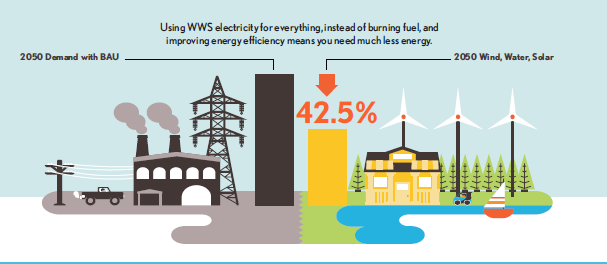 Using WWS electricity for everything, instead of burning fuel, and
improving energy efficiency means you need much less energy.
2050 Demand with BAU
2050 Wind, Water, Solar
42.5%